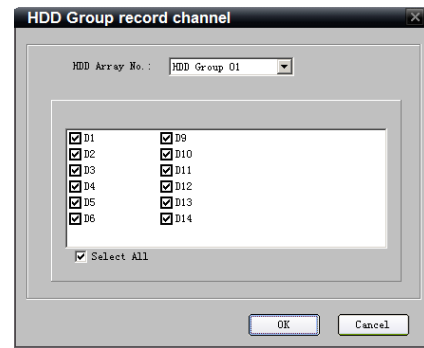 HDD Group record channel
HDD Array No.: HDD Group 01
D1 D9
D2 D10
D3 D11
D4 D12
D5 D13
D6 D14
Select All
OK Cancel